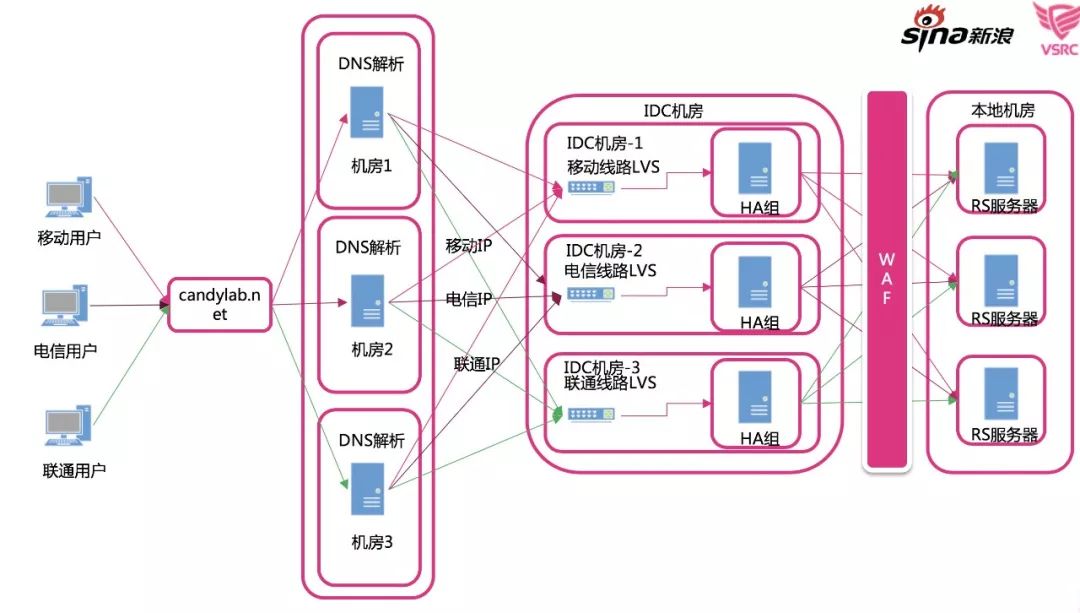 sina新浪
VSRC
移动用户
电信用户
联通用户
candylab.n
et
DNS解析
机房1
DNS解析
机房2
DNS解析
机房3
移动IP
电信IP
联通IP
IDC机房
IDC机房-1
移动线路LVS
HA组
IDC机房-2
电信线路LVS
HA组
IDC机房-3
联通线路LVS
HA组
W
A
F
本地机房
RS服务器
RS服务器
RS服务器